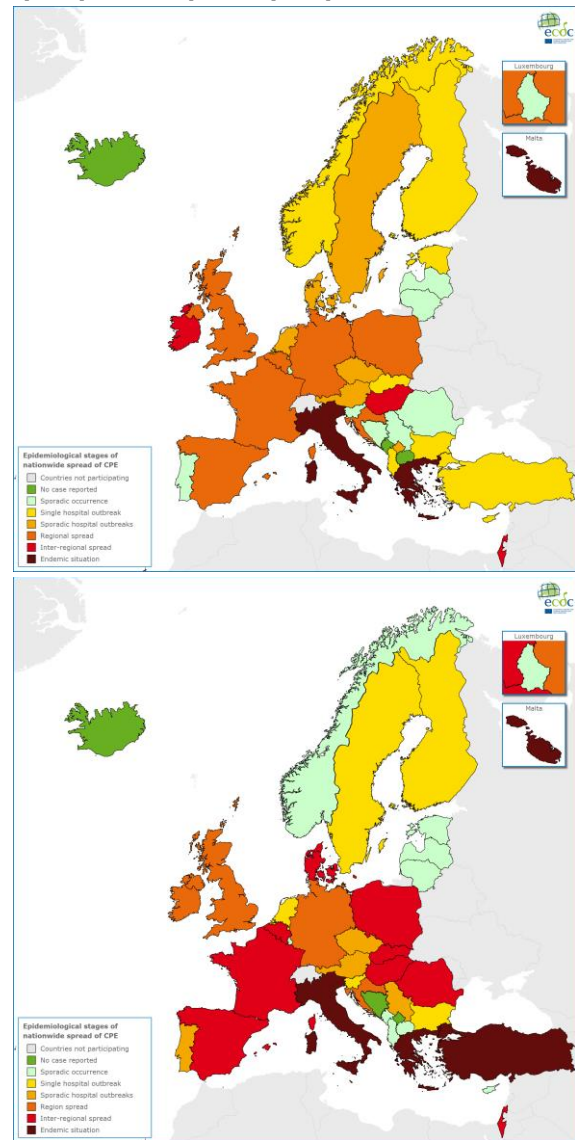 ecdc
Luxembourg
Malta
Epidemiological stages of
nationwide spread of CPE
Countries not participating
No case reported
Sporadic occurrence
Single hospital outbreak
Sporadic hospital outbreaks
Regional spread
Inter-regional spread
Endemic situation
ecdc
Luxembourg
Malta
Epidemiological stages of
nationwide spread of CPE
Countries not participating
No case reported
Sporadic occurrence
Single hospital outbreak
Sporadic hospital outbreaks
Region spread
Inter-regional spread
Endemic situation